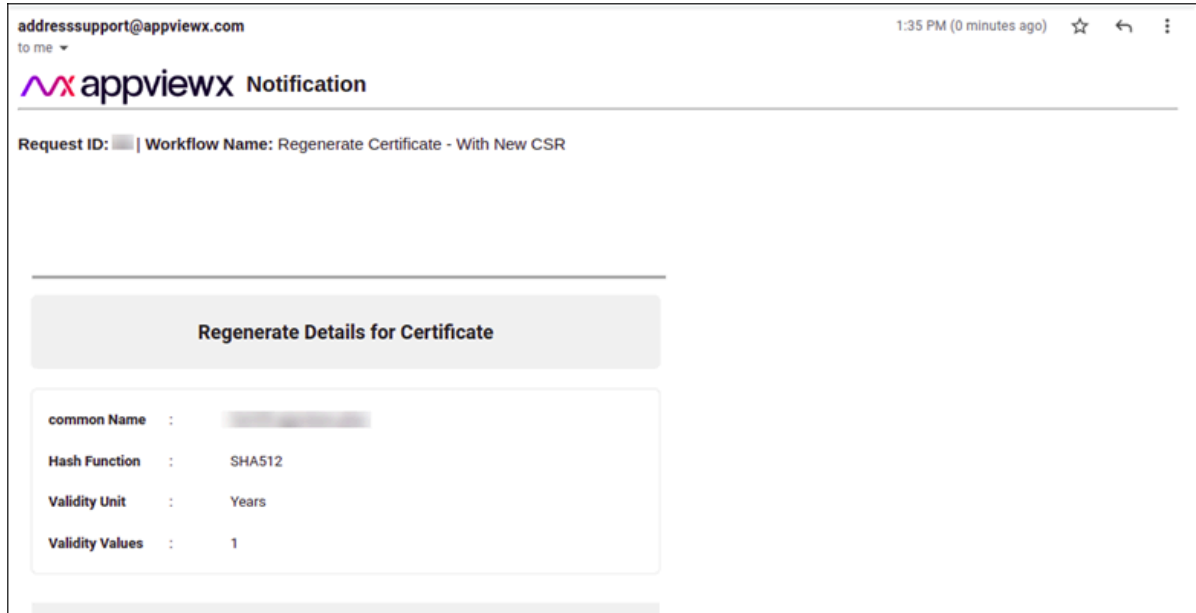 addresssupport@appviewx.com 1:35 PM (0 minutes ago)
to me
appviewx Notification
Request ID: | Workflow Name: Regenerate Certificate - With New CSR
Regenerate Details for Certificate
common Name :
Hash Function : SHA512
Validity Unit : Years
Validity Values : 1